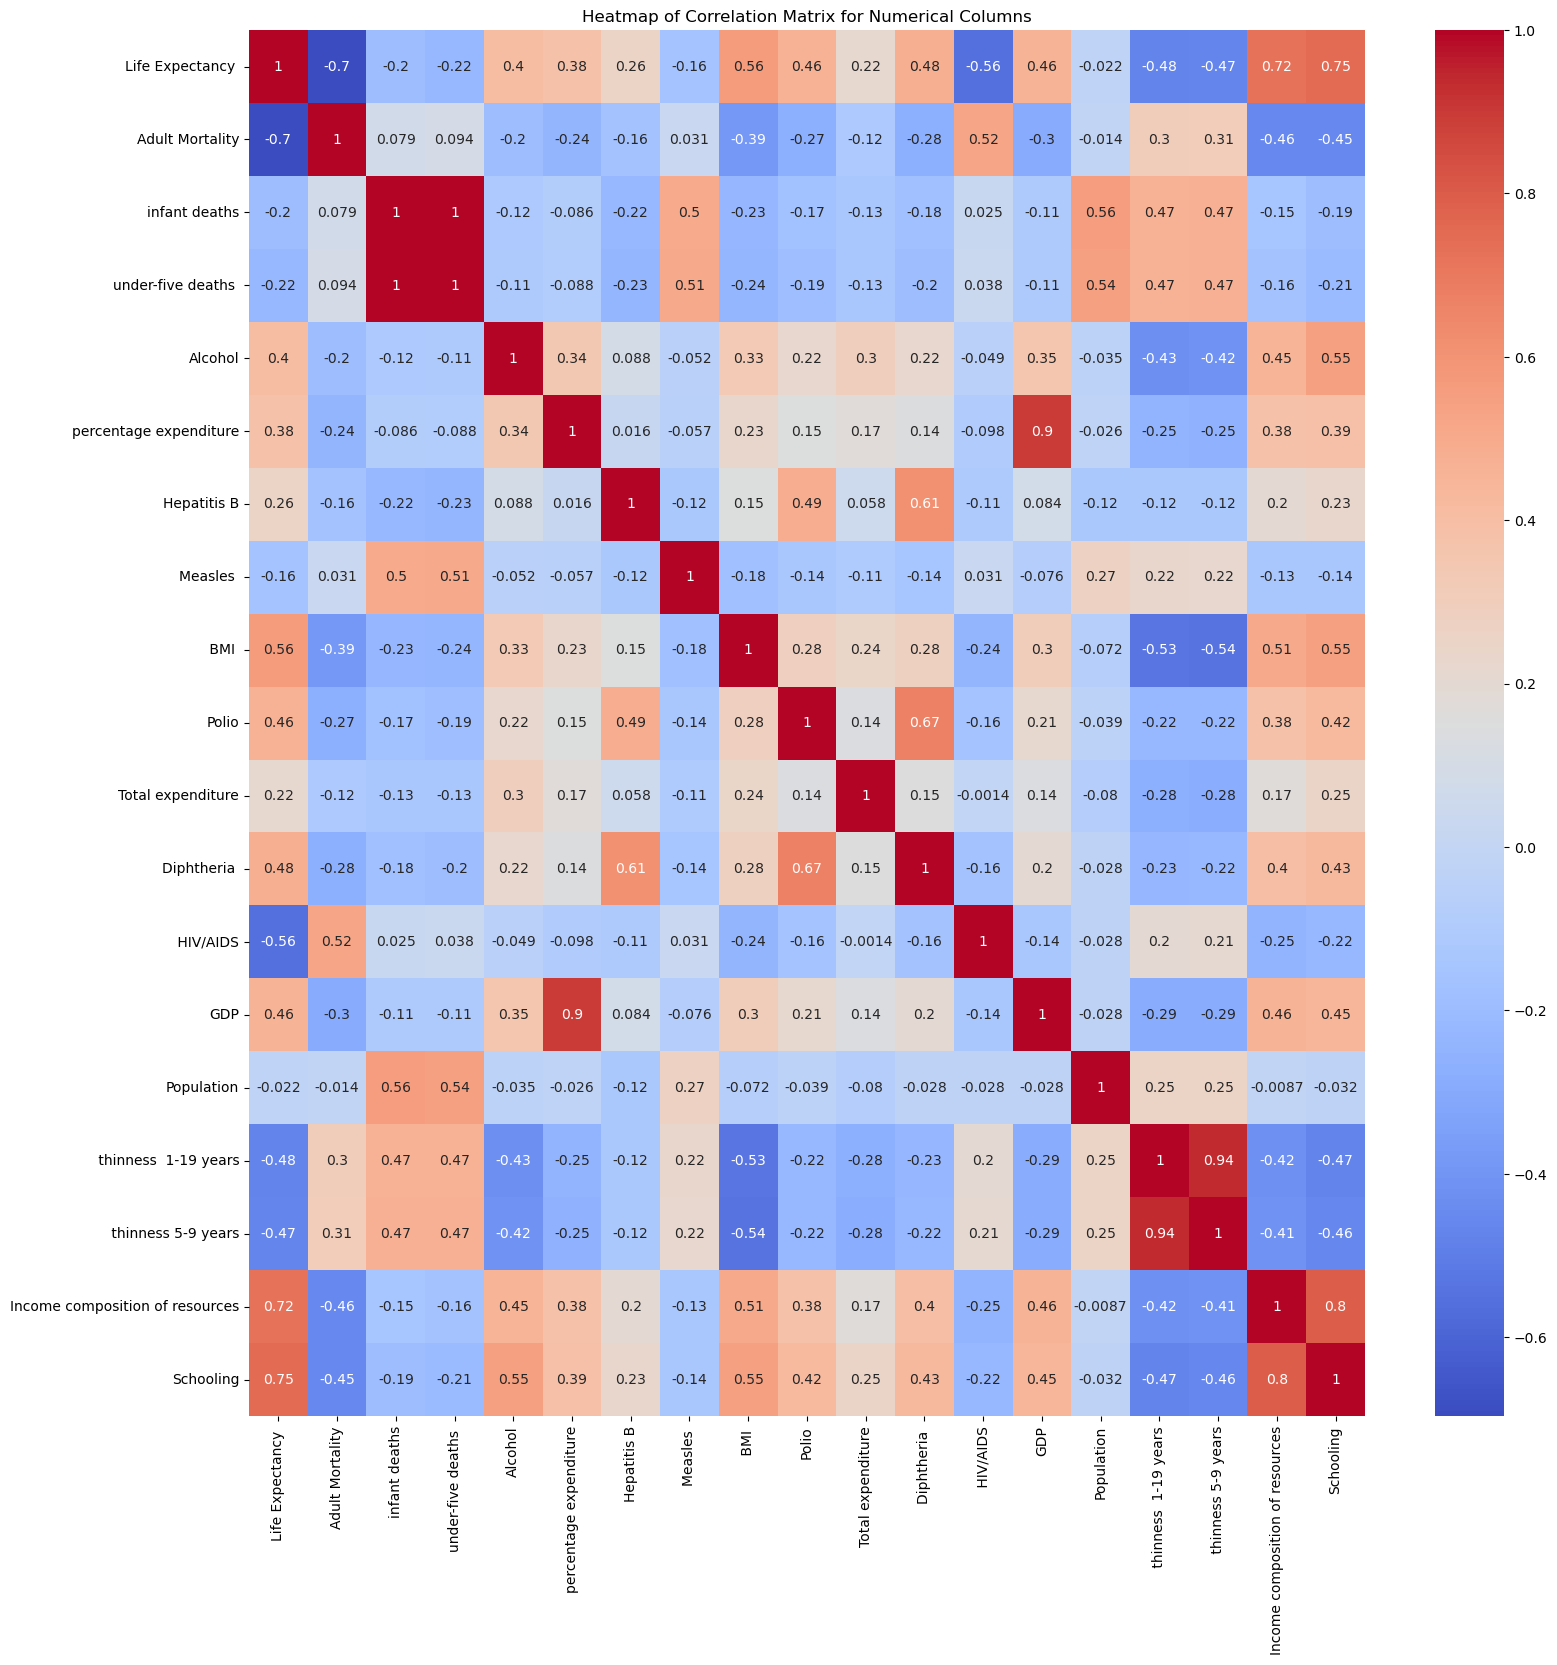 Heatmap of Correlation Matrix for Numerical Columns
Life Expectancy 1 -0.7 -0.2 -0.22 0.4 0.38 0.26 -0.16 0.56 0.46 0.22 0.48 -0.56 0.46 -0.022 -0.48 -0.47 0.72 0.75
Adult Mortality -0.7 1 0.079 0.094 -0.2 -0.24 -0.16 0.031 -0.39 -0.27 -0.12 -0.28 0.52 -0.3 -0.014 0.3 0.31 -0.46 -0.45
infant deaths -0.2 0.079 1 1 -0.12 -0.086 -0.22 0.5 -0.23 -0.17 -0.13 -0.18 0.025 -0.11 0.56 0.47 0.47 -0.15 -0.19
under-five deaths -0.22 0.094 1 1 -0.11 -0.088 -0.23 0.51 -0.24 -0.19 -0.13 -0.2 0.038 -0.11 0.54 0.47 0.47 -0.16 -0.21
Alcohol 0.4 -0.2 -0.12 -0.11 1 0.34 0.088 -0.052 0.33 0.22 0.3 0.22 -0.049 0.35 -0.035 -0.43 -0.42 0.45 0.55
percentage expenditure 0.38 -0.24 -0.086 -0.088 0.34 1 0.016 -0.057 0.23 0.15 0.17 0.14 -0.098 0.9 -0.026 -0.25 -0.25 0.38 0.39
Hepatitis B 0.26 -0.16 -0.22 -0.23 0.088 0.016 1 -0.12 0.15 0.49 0.058 0.61 -0.11 0.084 -0.12 -0.12 -0.12 0.2 0.23
Measles -0.16 0.031 0.5 0.51 -0.052 -0.057 -0.12 1 -0.18 -0.14 -0.11 -0.14 0.031 -0.076 0.27 0.22 0.22 -0.13 -0.14
BMI 0.56 -0.39 -0.23 -0.24 0.33 0.23 0.15 -0.18 1 0.28 0.24 0.28 -0.24 0.3 -0.072 -0.53 -0.54 0.51 0.55
Polio 0.46 -0.27 -0.17 -0.19 0.22 0.15 0.49 -0.14 0.28 1 0.14 0.67 -0.16 0.21 -0.039 -0.22 -0.22 0.38 0.42
Total expenditure 0.22 -0.12 -0.13 -0.13 0.3 0.17 0.058 -0.11 0.24 0.14 1 0.15 -0.0014 0.14 -0.08 -0.28 -0.28 0.17 0.25
Diphtheria 0.48 -0.28 -0.18 -0.2 0.22 0.14 0.61 -0.14 0.28 0.67 0.15 1 -0.16 0.2 -0.028 -0.23 -0.22 0.4 0.43
HIV/AIDS -0.56 0.52 0.025 0.038 -0.049 -0.098 -0.11 0.031 -0.24 -0.16 -0.0014 -0.16 1 -0.14 -0.028 0.2 0.21 -0.25 -0.22
GDP 0.46 -0.3 -0.11 -0.11 0.35 0.9 0.084 -0.076 0.3 0.21 0.14 0.2 -0.14 1 -0.028 -0.29 -0.29 0.46 0.45
Population -0.022 -0.014 0.56 0.54 -0.035 -0.026 -0.12 0.27 -0.072 -0.039 -0.08 -0.028 -0.028 -0.028 1 0.25 0.25 -0.0087 -0.032
thinness  1-19 years -0.48 0.3 0.47 0.47 -0.43 -0.25 -0.12 0.22 -0.53 -0.22 -0.28 -0.23 0.2 -0.29 0.25 1 0.94 -0.42 -0.47
thinness 5-9 years -0.47 0.31 0.47 0.47 -0.42 -0.25 -0.12 0.22 -0.54 -0.22 -0.28 -0.22 0.21 -0.29 0.25 0.94 1 -0.41 -0.46
Income composition of resources 0.72 -0.46 -0.15 -0.16 0.45 0.38 0.2 -0.13 0.51 0.38 0.17 0.4 -0.25 0.46 -0.0087 -0.42 -0.41 1 0.8
Schooling 0.75 -0.45 -0.19 -0.21 0.55 0.39 0.23 -0.14 0.55 0.42 0.25 0.43 -0.22 0.45 -0.032 -0.47 -0.46 0.8 1
Life Expectancy
Adult Mortality
infant deaths
under-five deaths
Alcohol
percentage expenditure
Hepatitis B
Measles
BMI
Polio
Total expenditure
Diphtheria
HIV/AIDS
GDP
Population
thinness  1-19 years
thinness 5-9 years
Income composition of resources
Schooling
1.0
0.8
0.6
0.4
0.2
0.0
−0.2
−0.4
−0.6